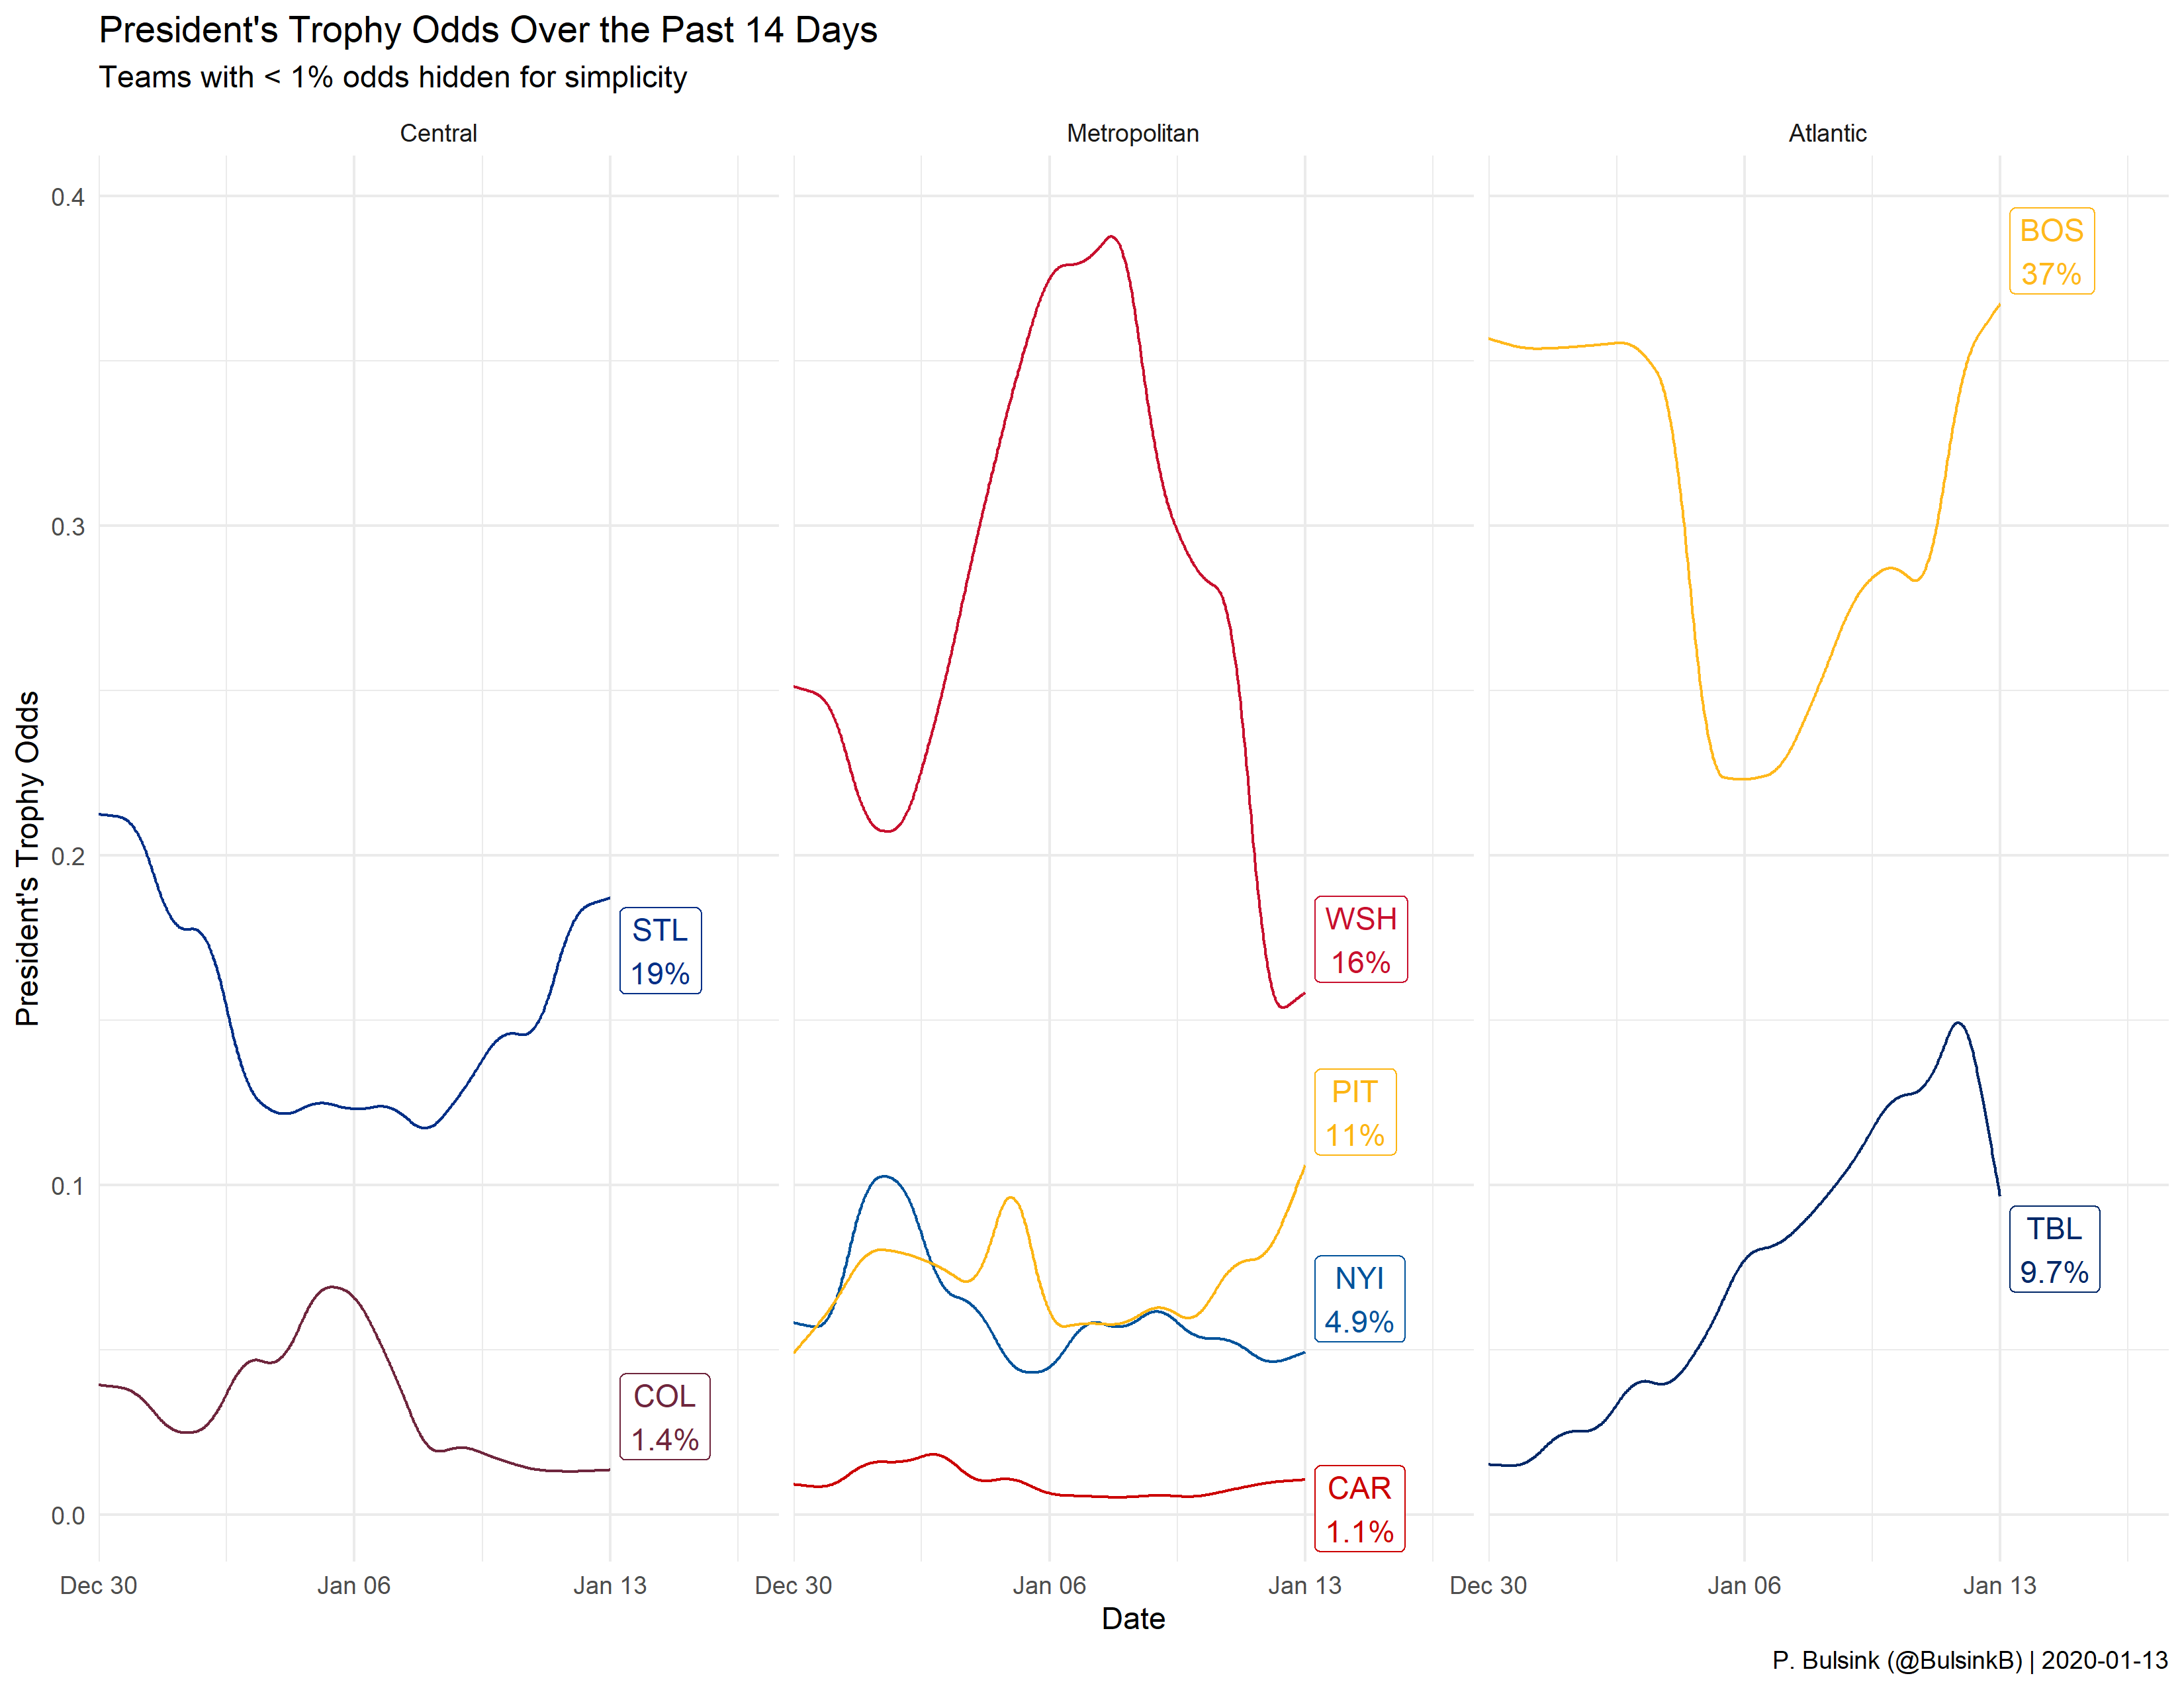 President's Trophy Odds Over the Past 14 Days
Teams with < 1% odds hidden for simplicity
Central
Metropolitan
Atlantic
President's Trophy Odds
0.4
0.3
0.2
0.1
0.0
STL
19%
COL
1.4%
WSH
16%
PIT
11%
NYI
4.9%
CAR
1.1%
BOS
37%
TBL
9.7%
Dec 30 Jan 06 Jan 13
Dec 30 Jan 06 Jan 13
Dec 30 Jan 06 Jan 13
Date
P. Bulsink (@BulsinkB) | 2020-01-13